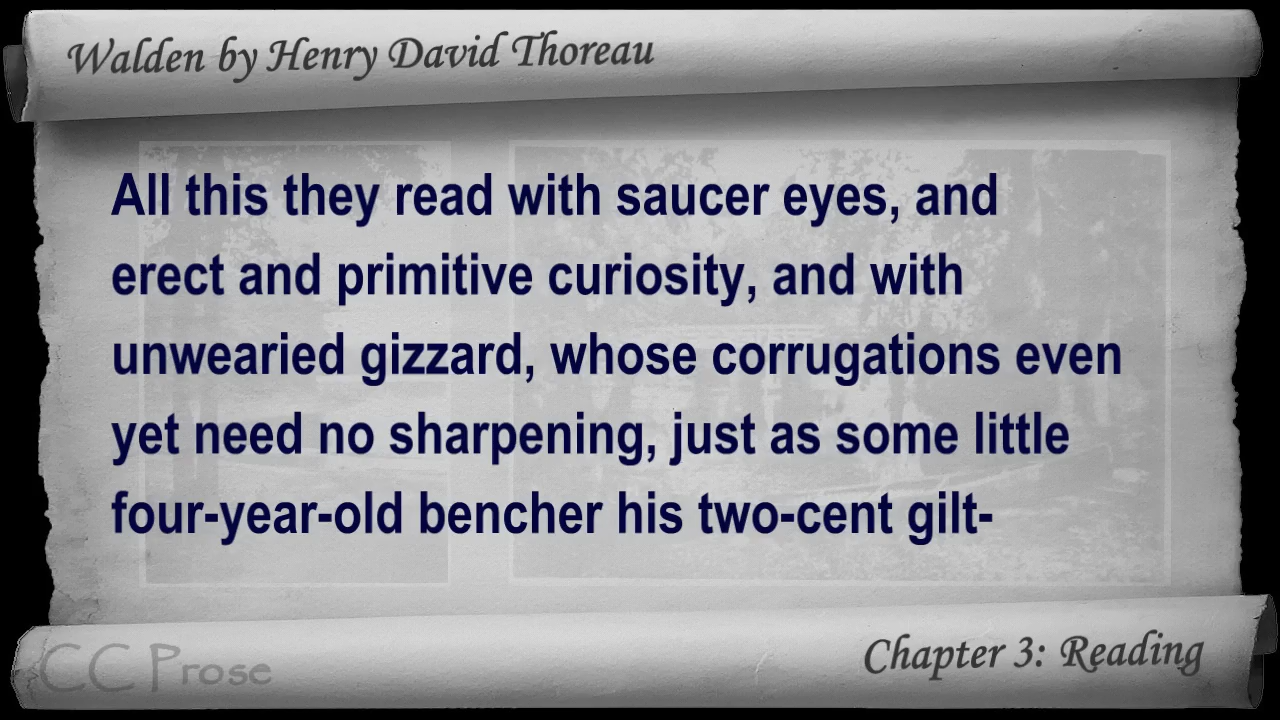 Walden by Henry David Thoreau
All this they read with saucer eyes, and
erect and primitive curiosity, and with
unwearied gizzard, whose corrugations even
yet need no sharpening, just as some little
four-year-old bencher his two-cent gilt-
CC Prose
Chapter 3: Reading